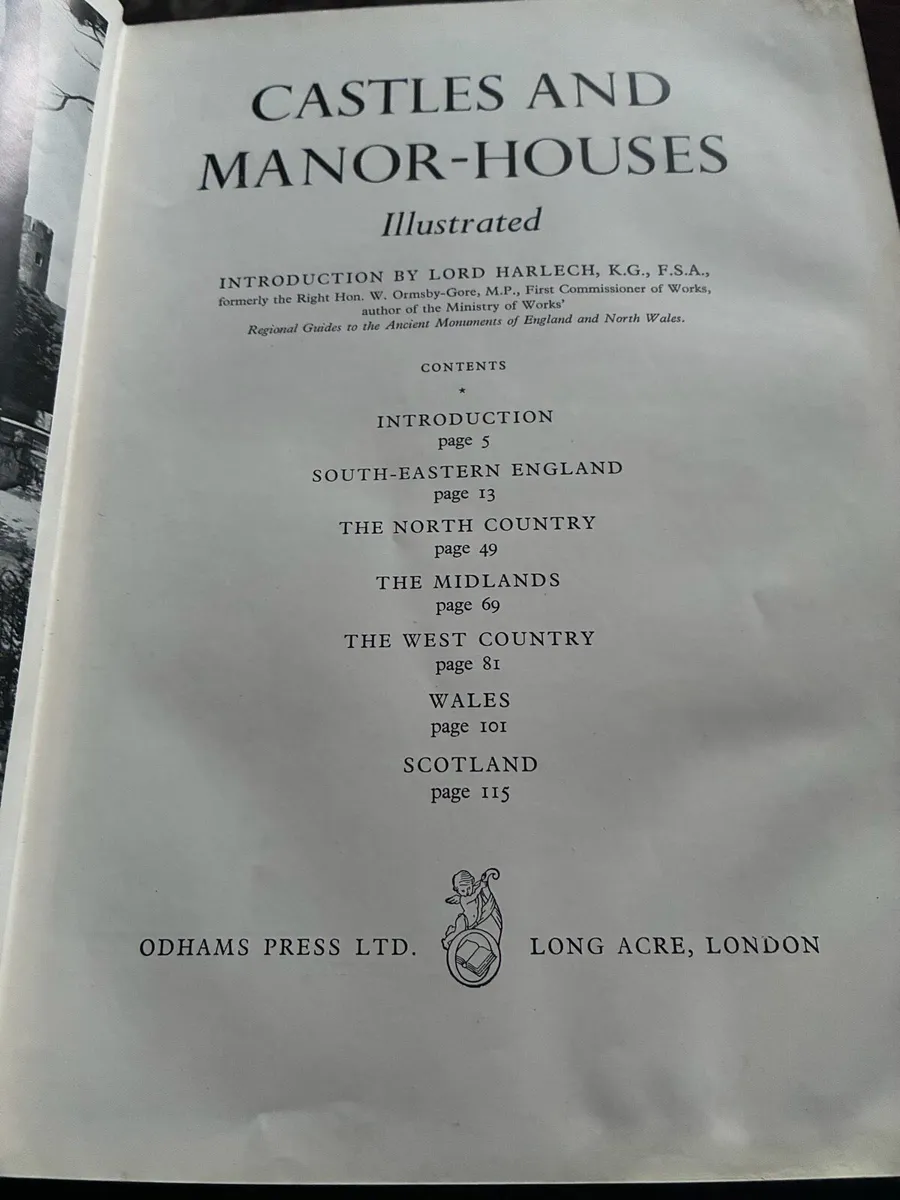 CASTLES AND
MANOR-HOUSES
Illustrated
INTRODUCTION BY LORD HARLECH, K.G., F.S.A.,
formerly the Right Hon. W. Ormsby-Gore, M.P., First Commissioner of Works,
author of the Ministry of Works'
Regional Guides to the Ancient Monuments of England and North Wales.
CONTENTS
*
INTRODUCTION
page 5
SOUTH-EASTERN ENGLAND
page 13
THE NORTH COUNTRY
page 49
THE MIDLANDS
page 69
THE WEST COUNTRY
page 81
WALES
page 101
SCOTLAND
page 115
ODHAMS PRESS LTD. LONG ACRE, LONDON